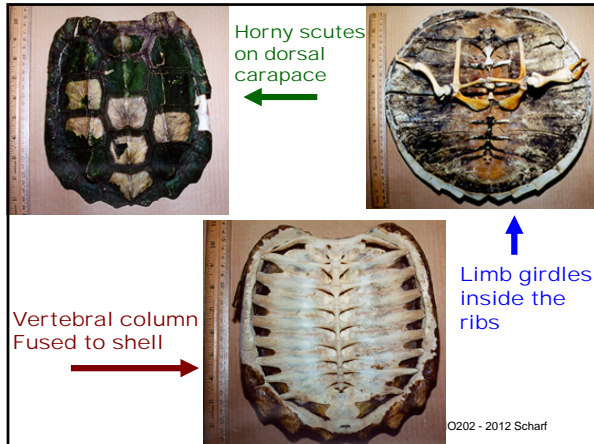 Horny scutes
on dorsal
carapace
Limb girdles
inside the
ribs
Vertebral column
Fused to shell
O202 - 2012 Scharf